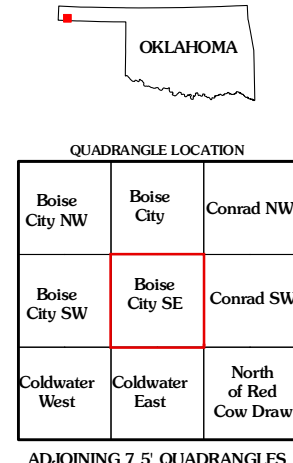 OKLAHOMA
QUADRANGLE LOCATION
Boise
City NW
Boise
City
Conrad NW
Boise
City SW
Boise
City SE
Conrad SW
Coldwater
West
Coldwater
East
North
of Red
Cow Draw
ADJOINING 7.5' QUADRANGLES